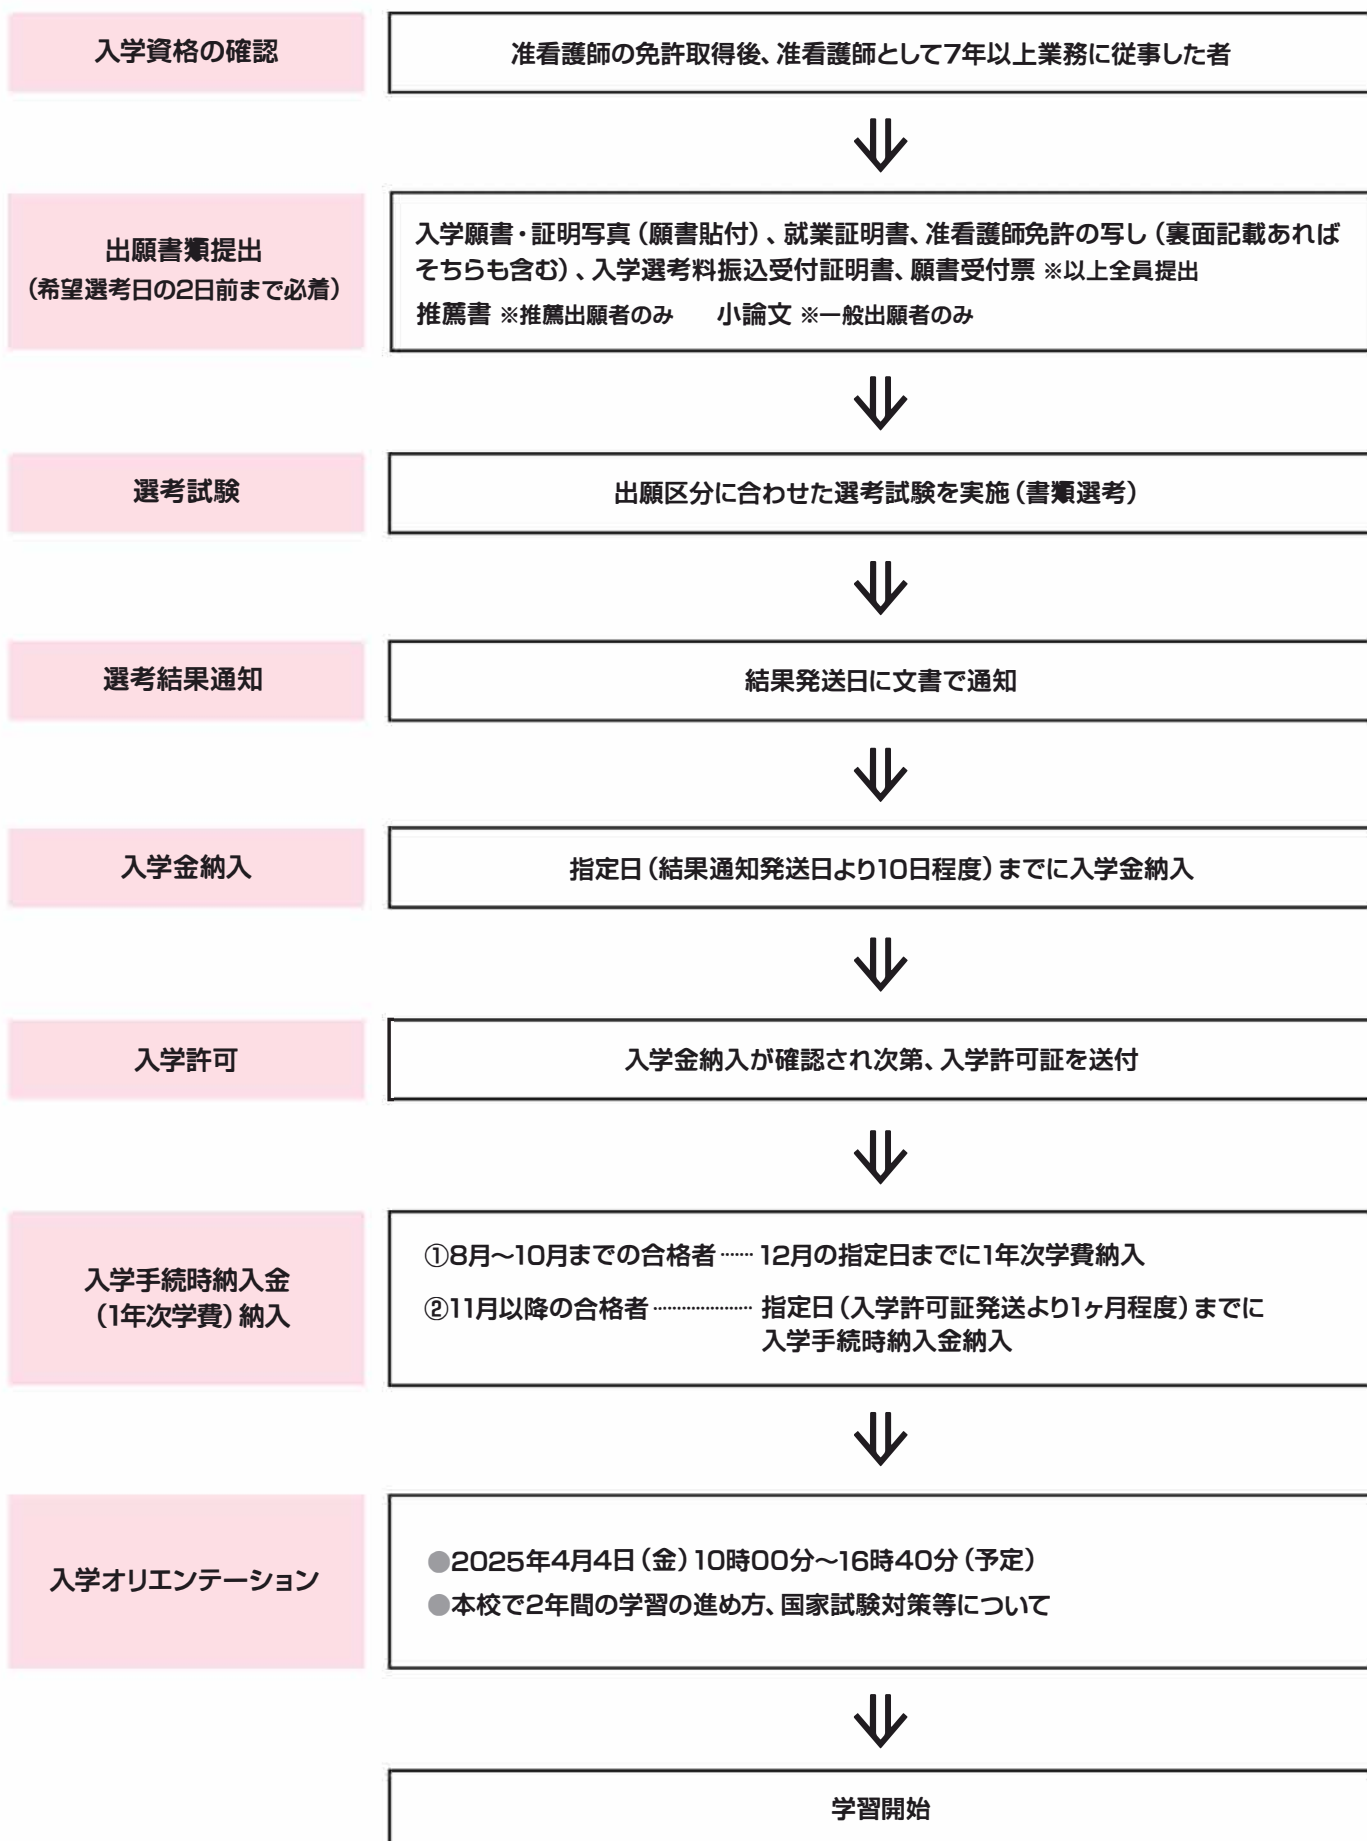 入学資格の確認
准看護師の免許取得後、准看護師として7年以上業務に従事した者
出願書類提出
(希望選考日の2日前まで必着)
入学願書・証明写真(願書貼付)、就業証明書、准看護師免許の写し(裏面記載あれば
そちらも含む)、入学選考料振込受付証明書、願書受付票 ※以上全員提出
推薦書 ※推薦出願者のみ 小論文 ※一般出願者のみ
選考試験
出願区分に合わせた選考試験を実施(書類選考)
選考結果通知
結果発送日に文書で通知
入学金納入
指定日(結果通知発送日より10日程度)までに入学金納入
入学許可
入学金納入が確認され次第、入学許可証を送付
入学手続時納入金
(1年次学費)納入
①8月〜10月までの合格者……12月の指定日までに1年次学費納入
②11月以降の合格者………………指定日(入学許可証発送より1ヶ月程度)までに
入学手続時納入金納入
入学オリエンテーション
●2025年4月4日(金)10時00分〜16時40分(予定)
●本校で2年間の学習の進め方、国家試験対策等について
学習開始